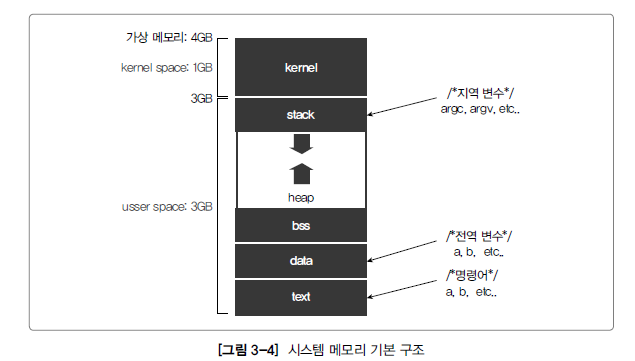 가상 메모리: 4GB
kernel space: 1GB
kernel
3GB
/*지역 변수*/
argc, argv, etc..
stack
heap
usser space: 3GB
bss
/*전역 변수*/
a, b, etc..
data
/*명령어*/
a, b, etc..
text
[그림 3-4] 시스템 메모리 기본 구조